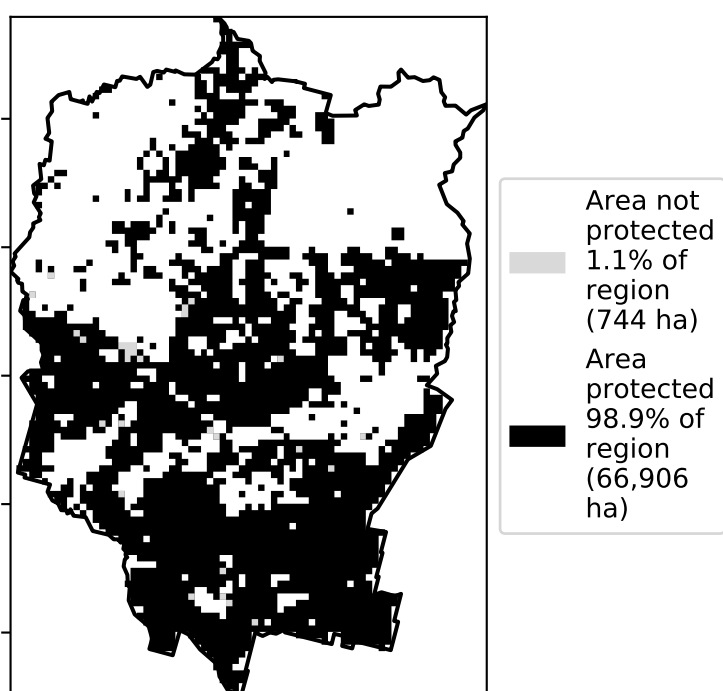 Area not
protected
1.1% of
region
(744 ha)
Area
protected
98.9% of
region
(66,906
ha)